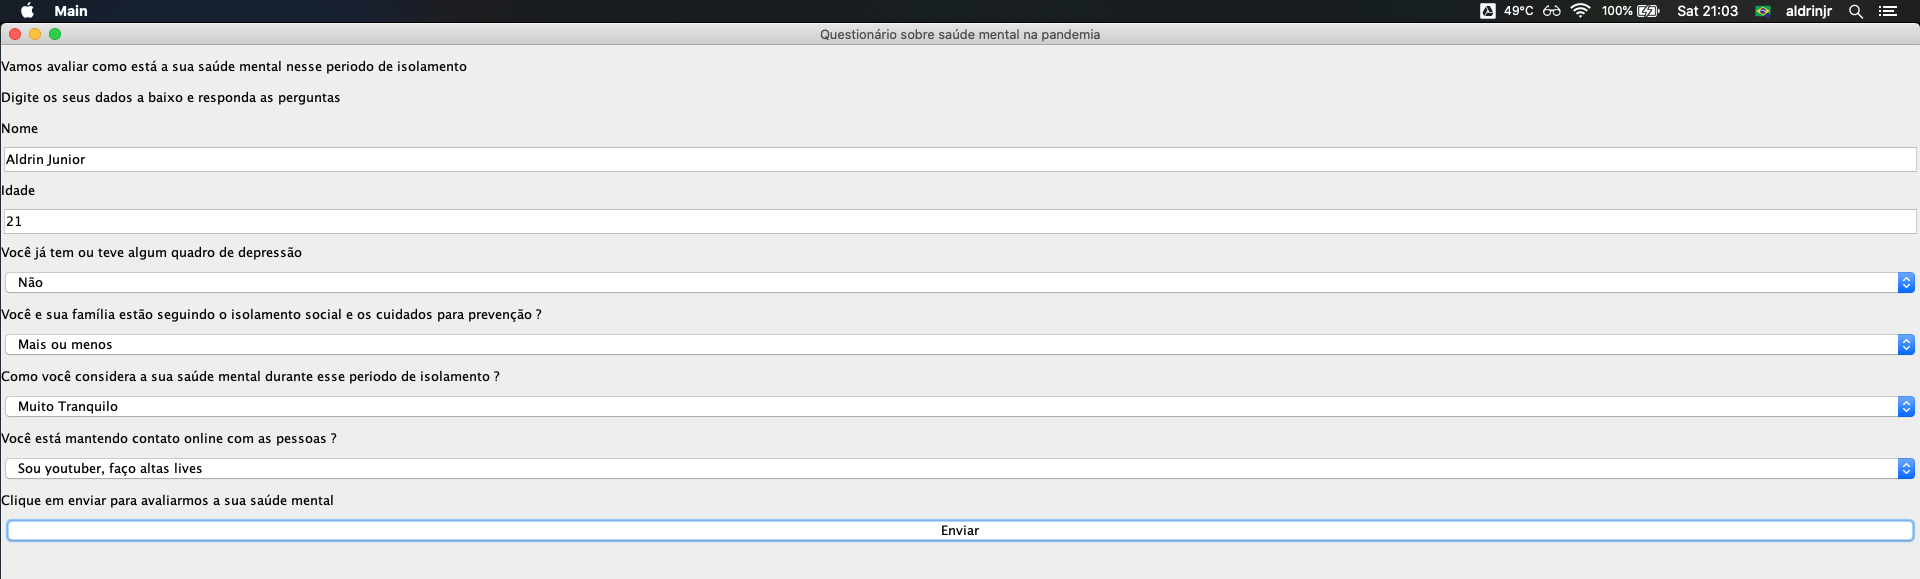 Main 49°C 100% Sat 21:03 aldrinjr
Questionário sobre saúde mental na pandemia
Vamos avaliar como está a sua saúde mental nesse periodo de isolamento
Digite os seus dados a baixo e responda as perguntas
Nome
Aldrin Junior
Idade
21
Você já tem ou teve algum quadro de depressão
Não
Você e sua família estão seguindo o isolamento social e os cuidados para prevenção ?
Mais ou menos
Como você considera a sua saúde mental durante esse periodo de isolamento ?
Muito Tranquilo
Você está mantendo contato online com as pessoas ?
Sou youtuber, faço altas lives
Clique em enviar para avaliarmos a sua saúde mental
Enviar